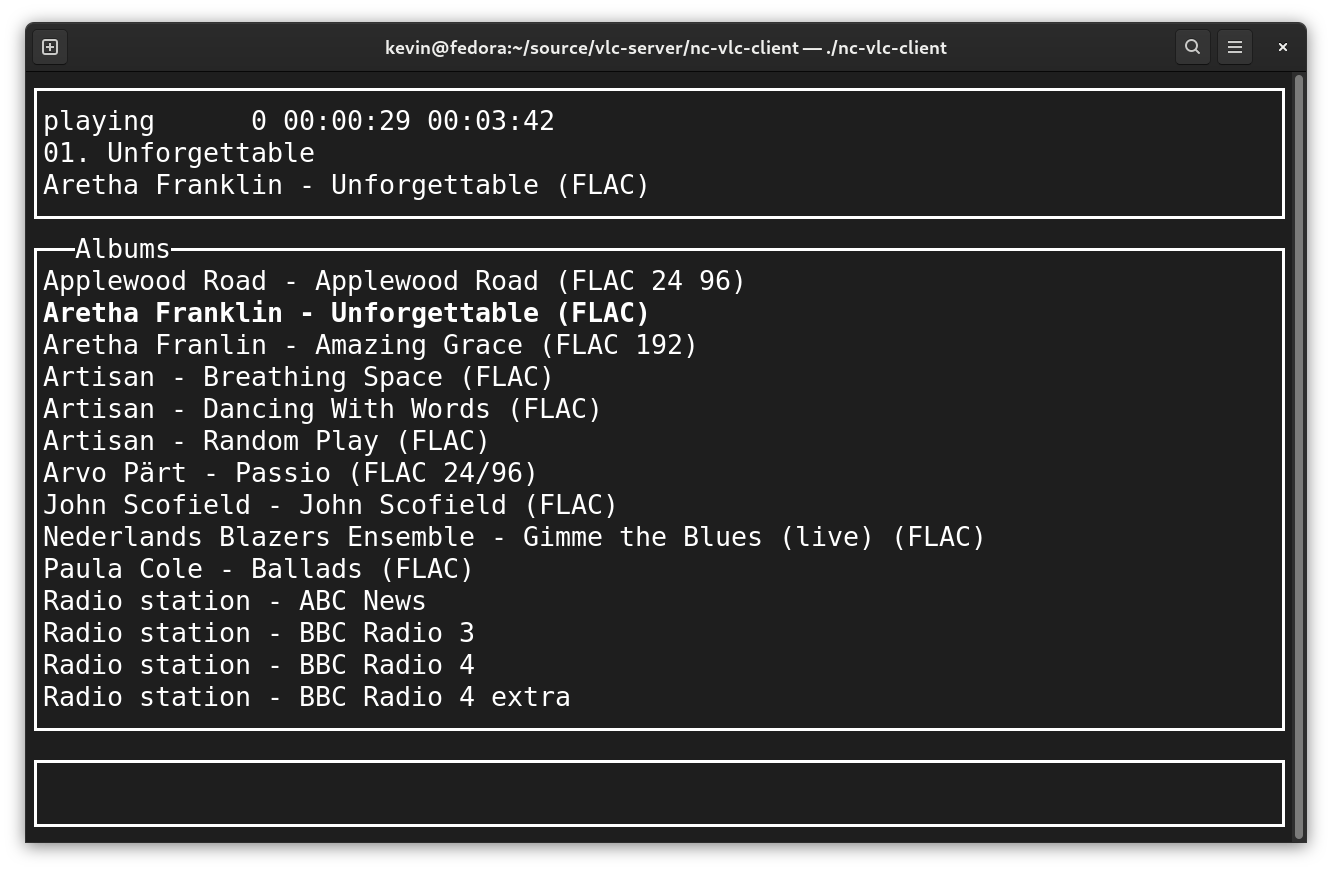 kevin@fedora:~/source/vlc-server/nc-vlc-client — ./nc-vlc-client
playing      0 00:00:29 00:03:42
01. Unforgettable
Aretha Franklin - Unforgettable (FLAC)
Albums
Applewood Road - Applewood Road (FLAC 24 96)
Aretha Franklin - Unforgettable (FLAC)
Aretha Franlin - Amazing Grace (FLAC 192)
Artisan - Breathing Space (FLAC)
Artisan - Dancing With Words (FLAC)
Artisan - Random Play (FLAC)
Arvo Pärt - Passio (FLAC 24/96)
John Scofield - John Scofield (FLAC)
Nederlands Blazers Ensemble - Gimme the Blues (live) (FLAC)
Paula Cole - Ballads (FLAC)
Radio station - ABC News
Radio station - BBC Radio 3
Radio station - BBC Radio 4
Radio station - BBC Radio 4 extra